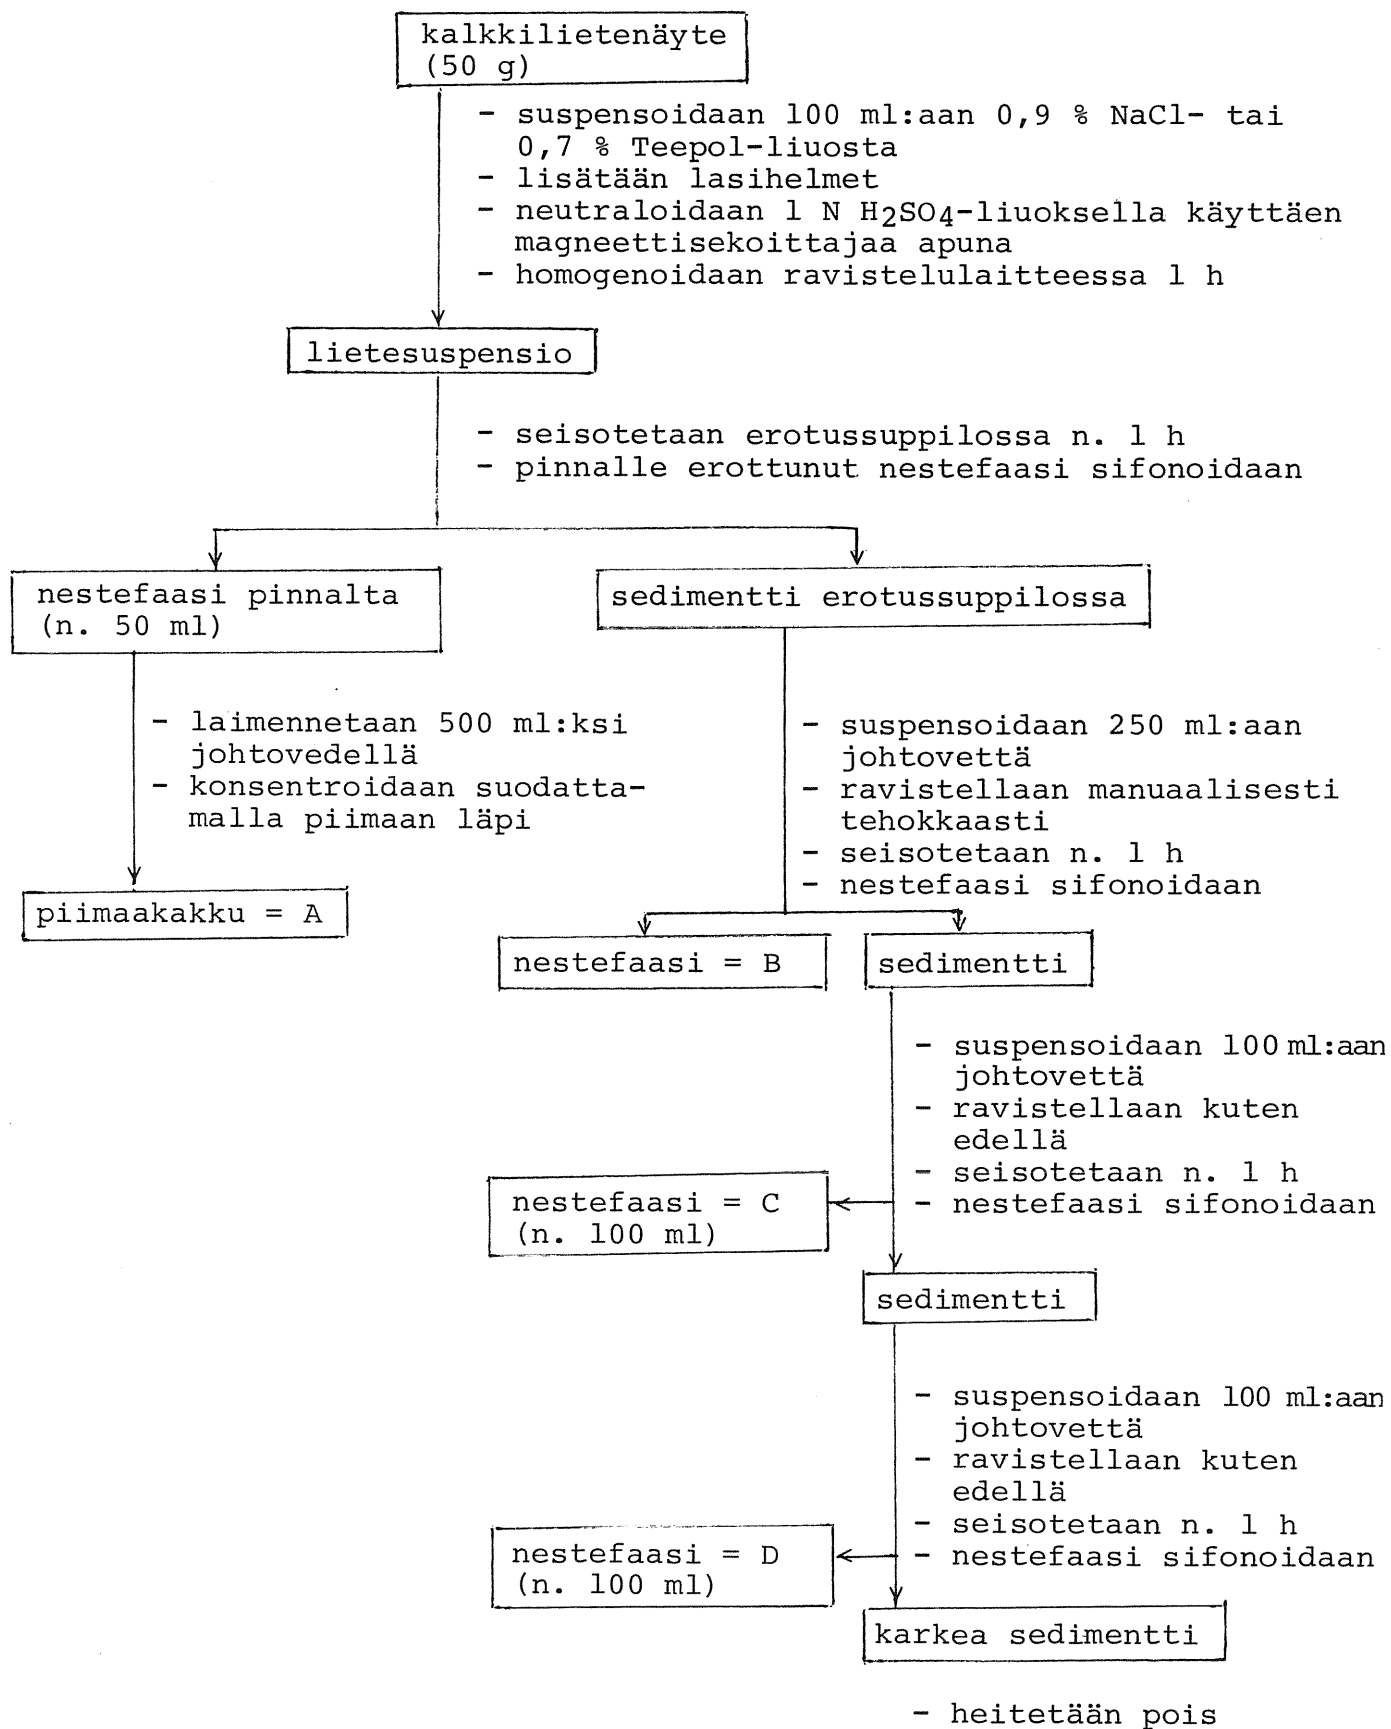 kalkkilietenäyte
(50 g)
- suspensoidaan 100 ml:aan 0,9 % NaCl- tai
0,7 % Teepol-liuosta
- lisätään lasihelmet
- neutraloidaan 1 N H2SO4-liuoksella käyttäen
magneettisekoittajaa apuna
- homogenoidaan ravistelulaitteessa 1 h
lietesuspensio
- seisotetaan erotussuppilossa n. 1 h
- pinnalle erottunut nestefaasi sifonoidaan
nestefaasi pinnalta
(n. 50 ml)
sedimentti erotussuppilossa
- laimennetaan 500 ml:ksi
johtovedellä
- konsentroidaan suodatta-
malla piimaan läpi
piimaakakku = A
- suspensoidaan 250 ml:aan
johtovettä
- ravistellaan manuaalisesti
tehokkaasti
- seisotetaan n. 1 h
- nestefaasi sifonoidaan
nestefaasi = B
sedimentti
- suspensoidaan 100 ml:aan
johtovettä
- ravistellaan kuten
edellä
- seisotetaan n. 1 h
- nestefaasi sifonoidaan
nestefaasi = C
(n. 100 ml)
sedimentti
- suspensoidaan 100 ml:aan
johtovettä
- ravistellaan kuten
edellä
- seisotetaan n. 1 h
- nestefaasi sifonoidaan
nestefaasi = D
(n. 100 ml)
karkea sedimentti
- heitetään pois